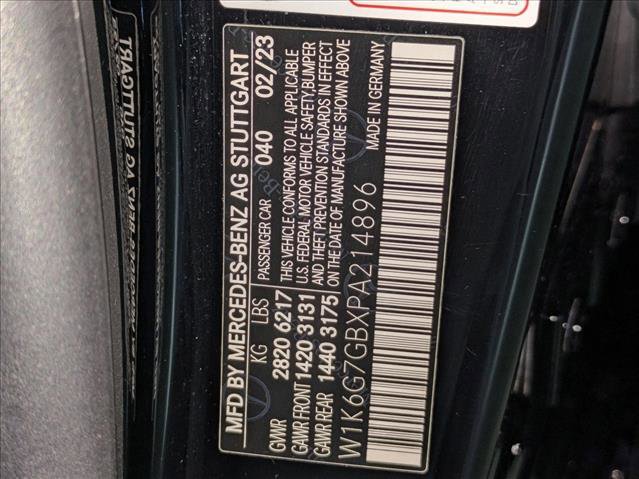 MFD BY MERCEDES-BENZ AG STUTTGART
KG LBS PASSENGER CAR 040 02/23
GVWR 2820 6217 THIS VEHICLE CONFORMS TO ALL APPLICABLE
GAWR FRONT 1420 3131 U.S. FEDERAL MOTOR VEHICLE SAFETY,BUMPER
GAWR REAR 1440 3175 AND THEFT PREVENTION STANDARDS IN EFFECT
ON THE DATE OF MANUFACTURE SHOWN ABOVE
W1K6G7GBXPA214896 MADE IN GERMANY